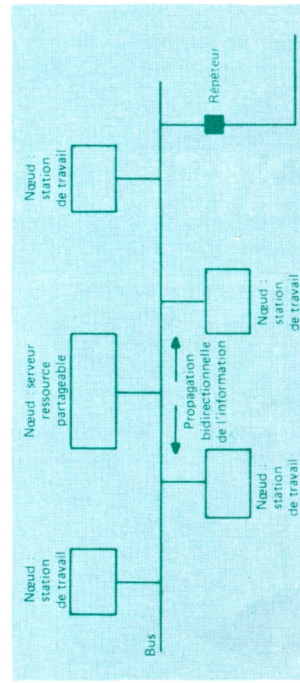 Nœud :
station
de travail
Nœud : serveur
ressource
partageable
Nœud :
station
de travail
Bus
Propagation
bidirectionnelle
de l'information
Répéteur
Nœud
station
de travail
Nœud :
station
de travail